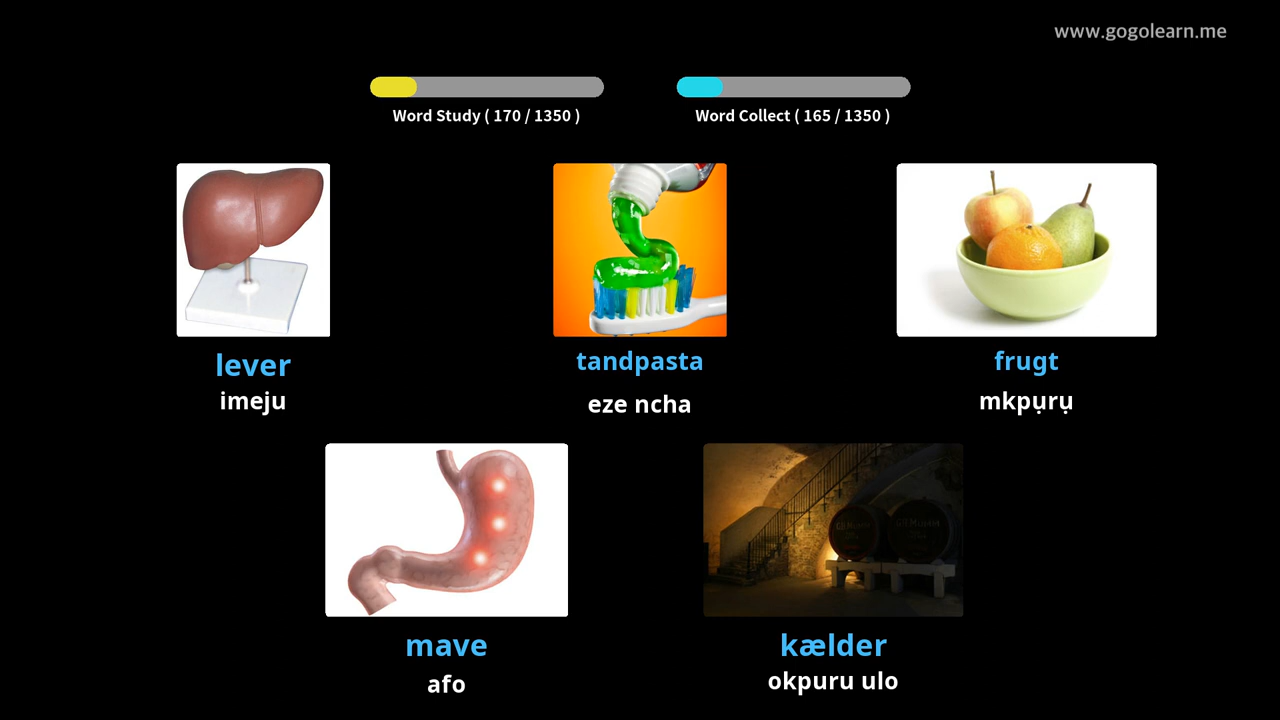 www.gogolearn.me
Word Study ( 170 / 1350 )
Word Collect ( 165 / 1350 )
lever
imeju
tandpasta
eze ncha
frugt
mkpụrụ
mave
afo
kælder
okpuru ulo